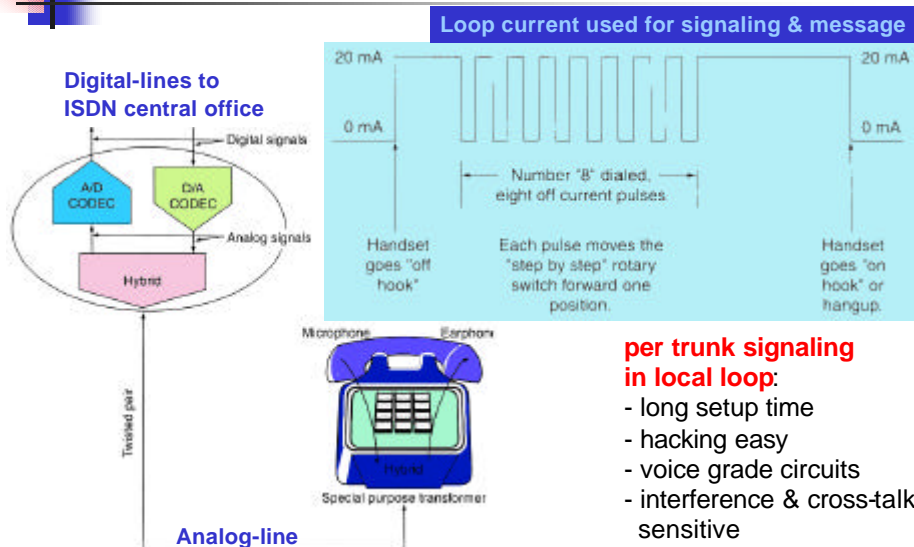 Loop current used for signaling & message
Digital-lines to
ISDN central office
Digital signals
A/D
CODEC
D/A
CODEC
Analog signals
Hybrid
20 mA
20 mA
0 mA
0 mA
Number "8" dialed,
eight off current pulses
Handset
goes "off
hook"
Each pulse moves the
"step by step" rotary
switch forward one
position.
Handset
goes "on
hook" or
hangup.
Microphone
Earphone
Hybrid
Special purpose transformer
Twisted pair
Analog-line
per trunk signaling
in local loop:
- long setup time
- hacking easy
- voice grade circuits
- interference & cross-talk
sensitive